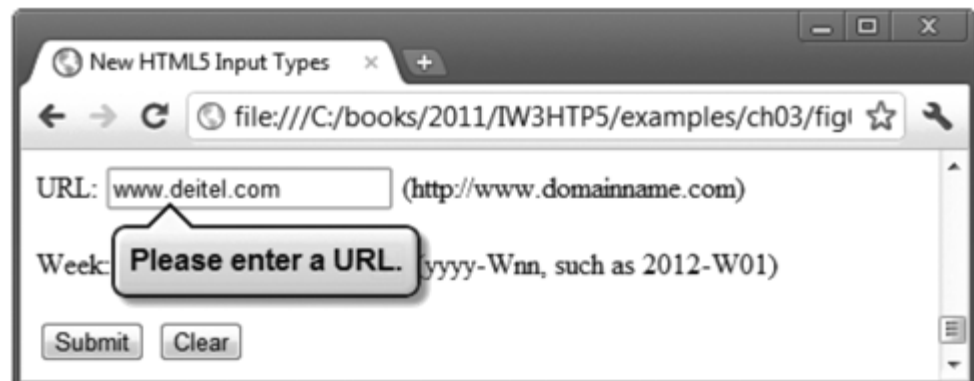 New HTML5 Input Types
file:///C:/books/2011/IW3HTP5/examples/ch03/fig
URL: www.deitel.com (http://www.domainname.com)
Please enter a URL.
Week: (yyyy-Wnn, such as 2012-W01)
Submit Clear